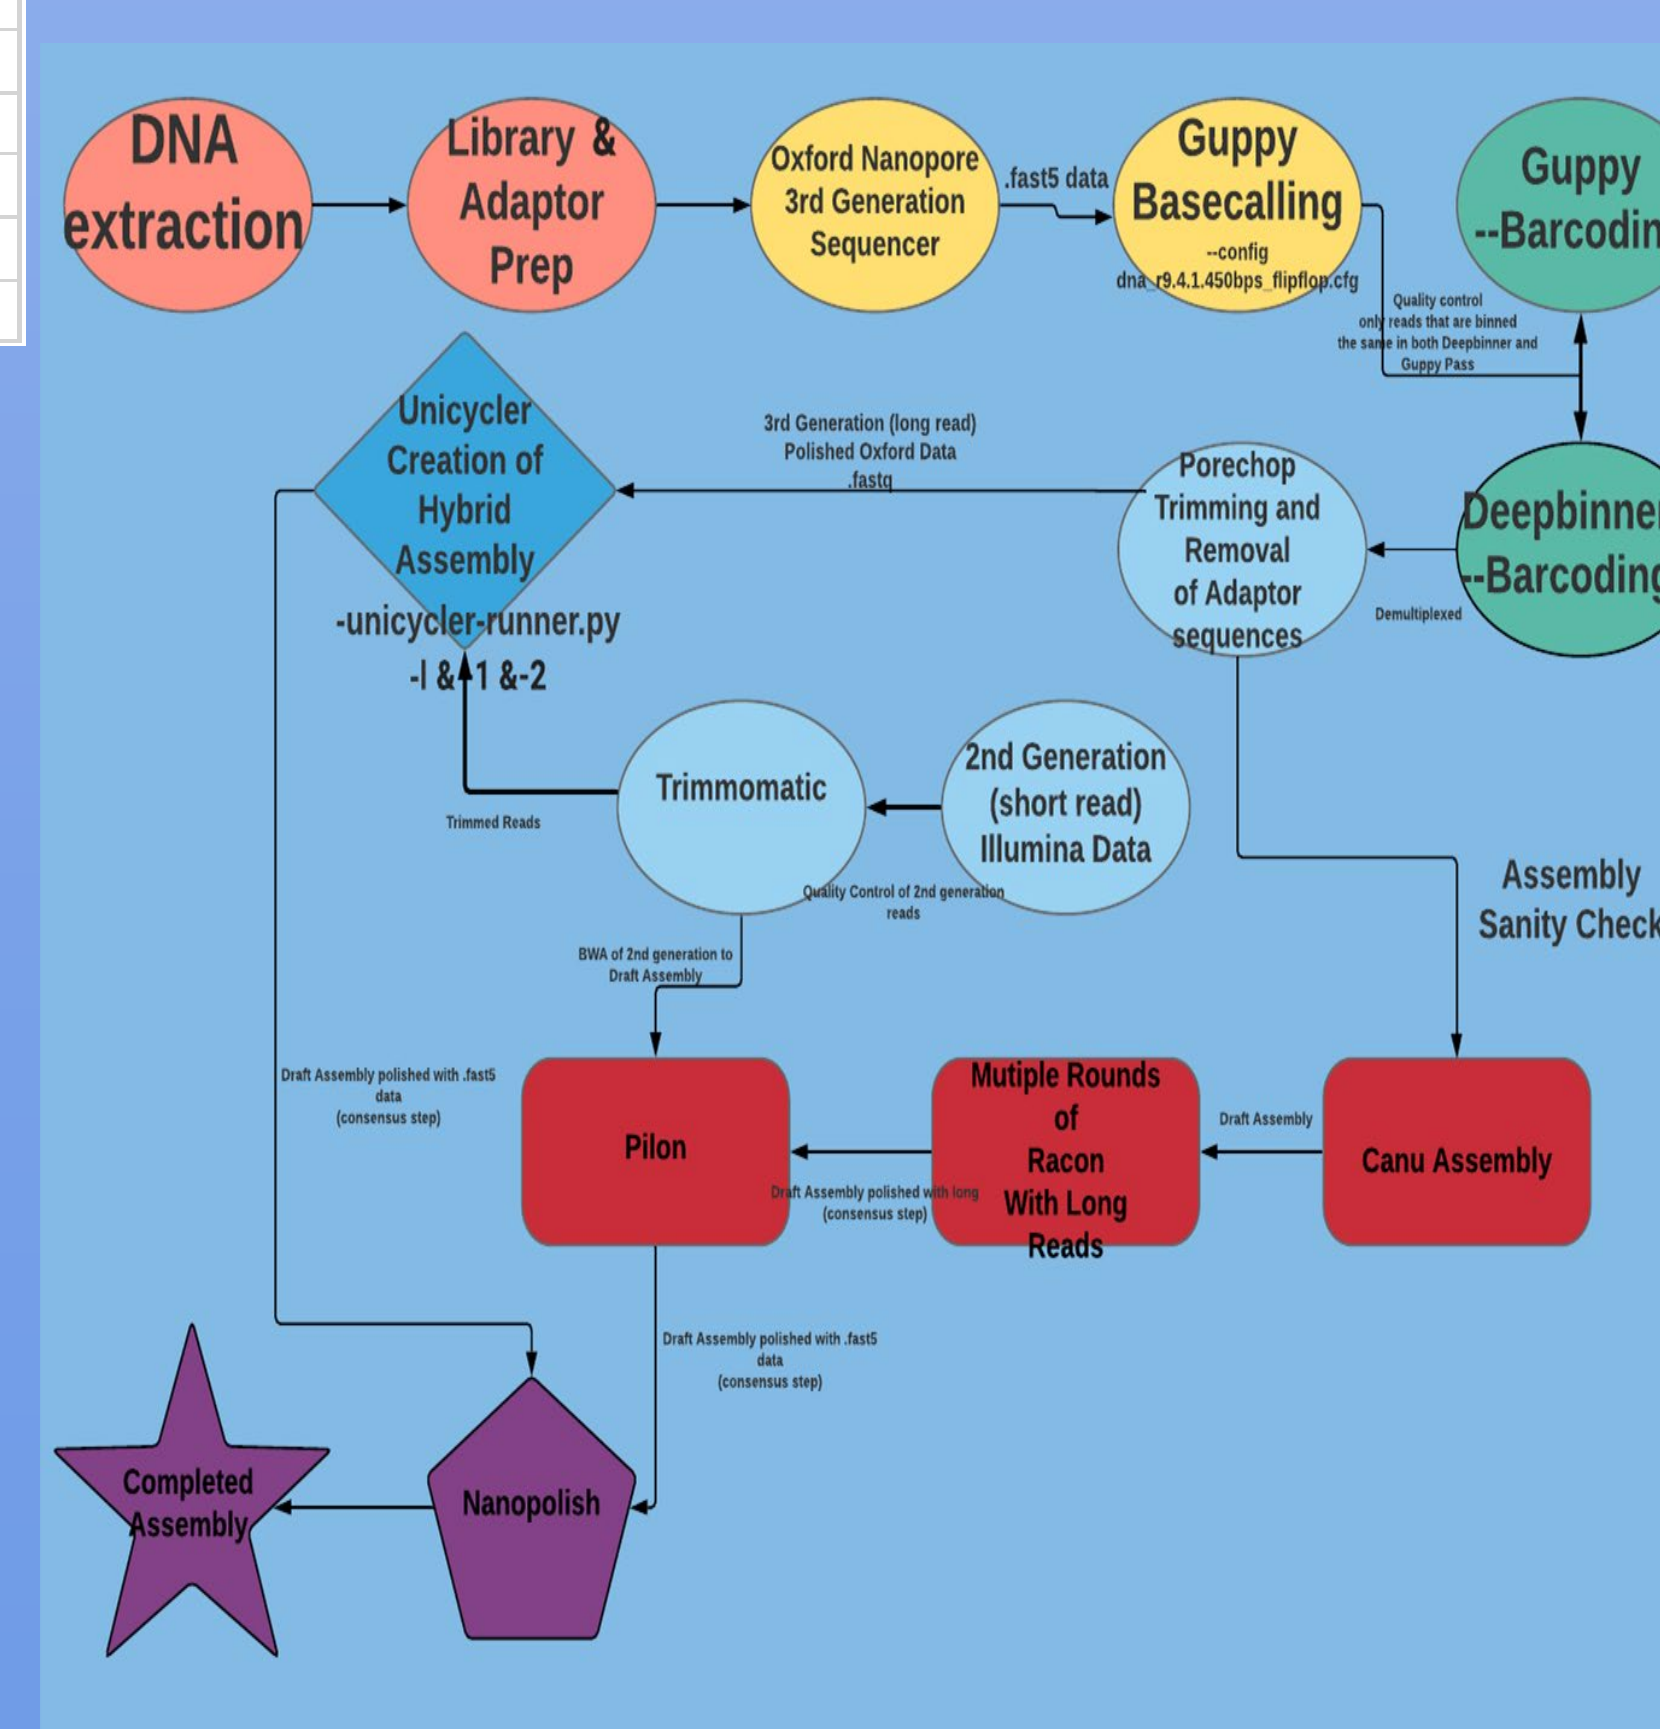 DNA
extraction
Library &
Adaptor
Prep
Oxford Nanopore
3rd Generation
Sequencer
.fast5 data
Guppy
Basecalling
--config
dna_r9.4.1.450bps_flipflop.cfg
Guppy
--Barcodin
Quality control
only reads that are binned
the same in both Deepbinner and
Guppy Pass
Unicycler
Creation of
Hybrid
Assembly
-unicycler-runner.py
-l & -1 &-2
3rd Generation (long read)
Polished Oxford Data
.fastq
Porechop
Trimming and
Removal
of Adaptor
sequences
Demultiplexed
Deepbinner
--Barcoding
Trimmomatic
Trimmed Reads
2nd Generation
(short read)
Illumina Data
Quality Control of 2nd generation
reads
Assembly
Sanity Check
BWA of 2nd generation to
Draft Assembly
Draft Assembly polished with .fast5
data
(consensus step)
Pilon
Draft Assembly polished with long
(consensus step)
Mutiple Rounds
of
Racon
With Long
Reads
Draft Assembly
Canu Assembly
Draft Assembly polished with .fast5
data
(consensus step)
Completed
Assembly
Nanopolish